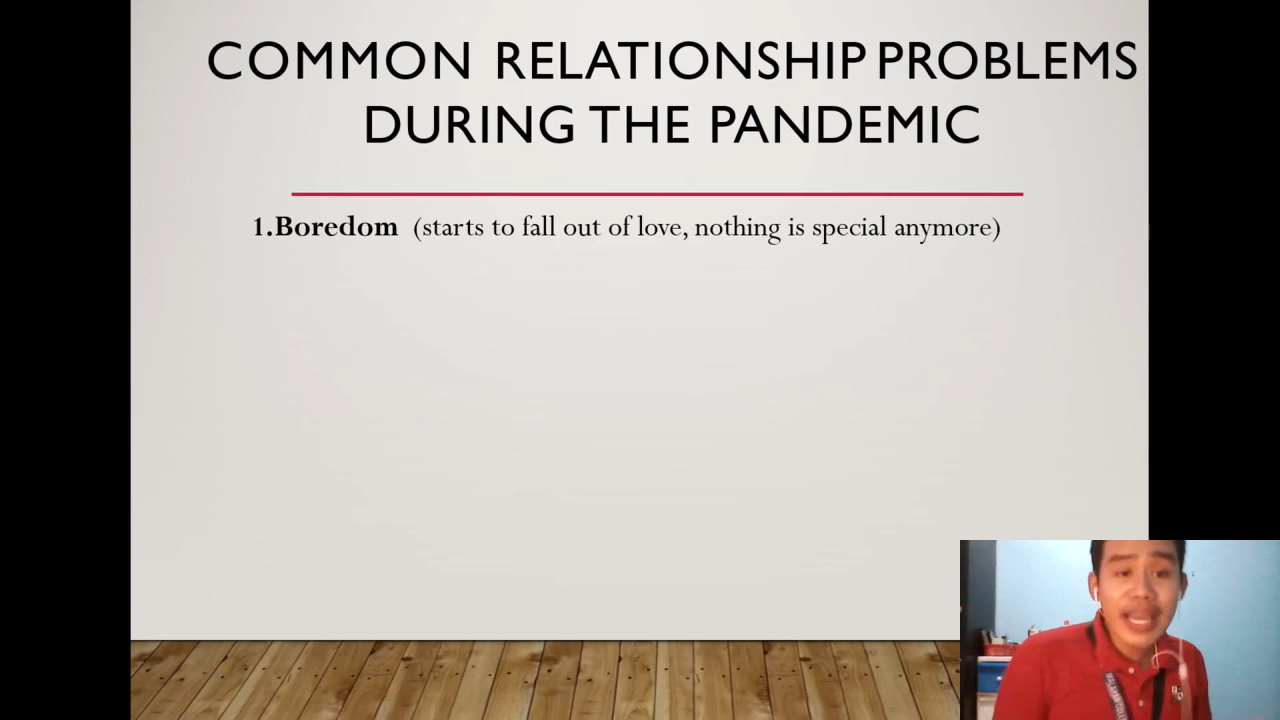 COMMON RELATIONSHIP PROBLEMS
DURING THE PANDEMIC
1.Boredom (starts to fall out of love, nothing is special anymore)